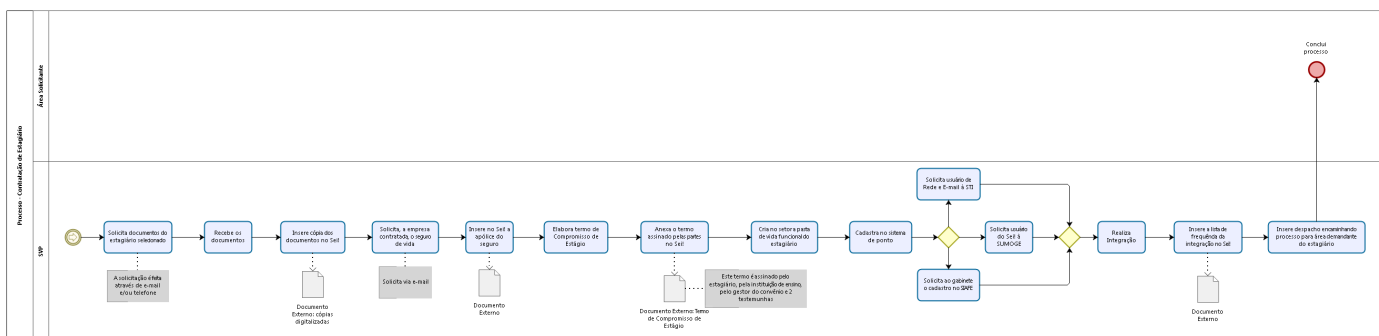 Processo - Contratação de Estagiário
Área Solicitante
SVP
Conclui
processo
Solicita documentos do
estagiário selecionado
Recebe os
documentos
Insere cópia dos
documentos no Sei!
Solicita, a empresa
contratada, o seguro
de vida
Insere no Sei! a
apólice do
seguro
Elabora termo de
Compromisso de
Estágio
Anexa o termo
assinado pelas partes
no Sei!
Cria no setor a pasta
de vida funcional do
estagiário
Cadastra no sistema
de ponto
Solicita usuário de
Rede e E-mail à STI
Solicita usuário
do Sei! à
SUMOGE
Solicita ao gabinete
o cadastro no SIAFE
Realiza
Integração
Insere a lista de
frequência da
integração no Sei!
Insere despacho encaminhando
processo para área demandante
do estagiário
A solicitação é feita
através de e-mail
e/ou telefone
Documento
Externo: cópias
digitalizadas
Solicita via e-mail
Documento
Externo
Documento Externo: Termo
de Compromisso de
Estágio
Este termo é assinado pelo
estagiário, pela instituição de ensino,
pelo gestor do convênio e 2
testemunhas
Documento
Externo